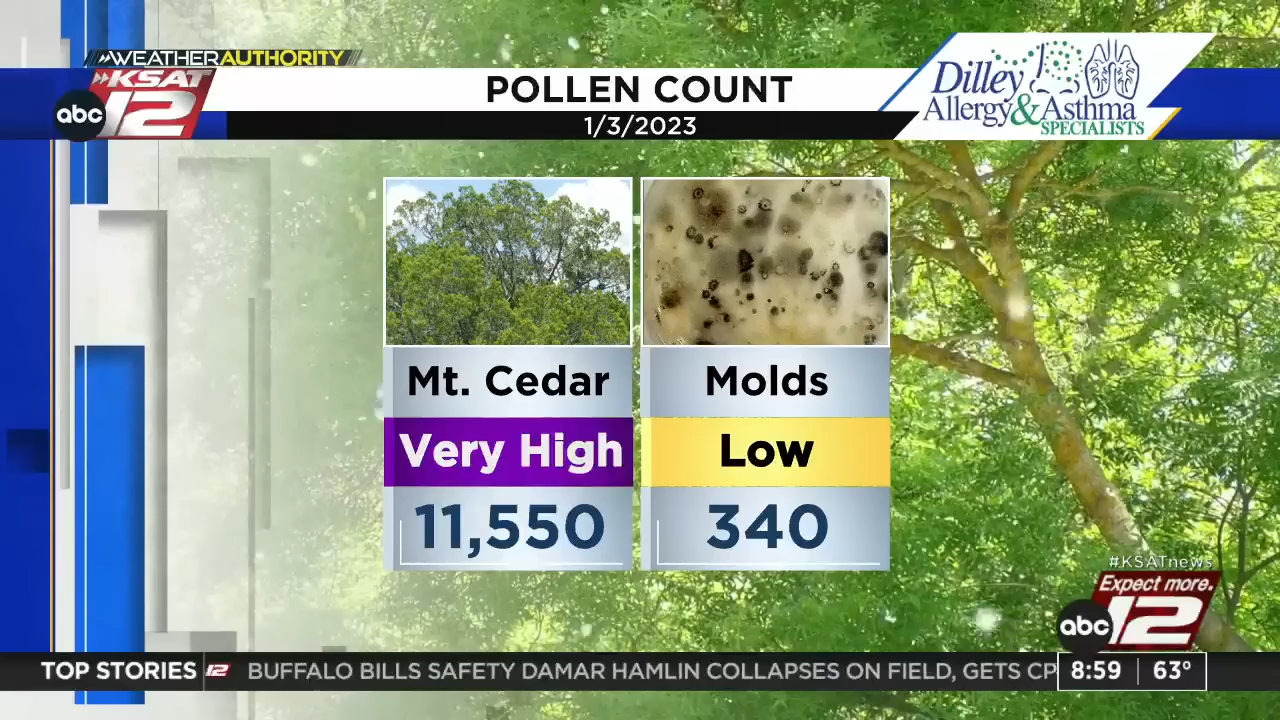 WEATHERAUTHORITY
KSAT
abc 12
POLLEN COUNT
1/3/2023
Dilley
Allergy&Asthma
SPECIALISTS
Mt. Cedar
Very High
11,550
Molds
Low
340
#KSATnews
Expect more.
abc 12
TOP STORIES 12 BUFFALO BILLS SAFETY DAMAR HAMLIN COLLAPSES ON FIELD, GETS CP 8:59 63°